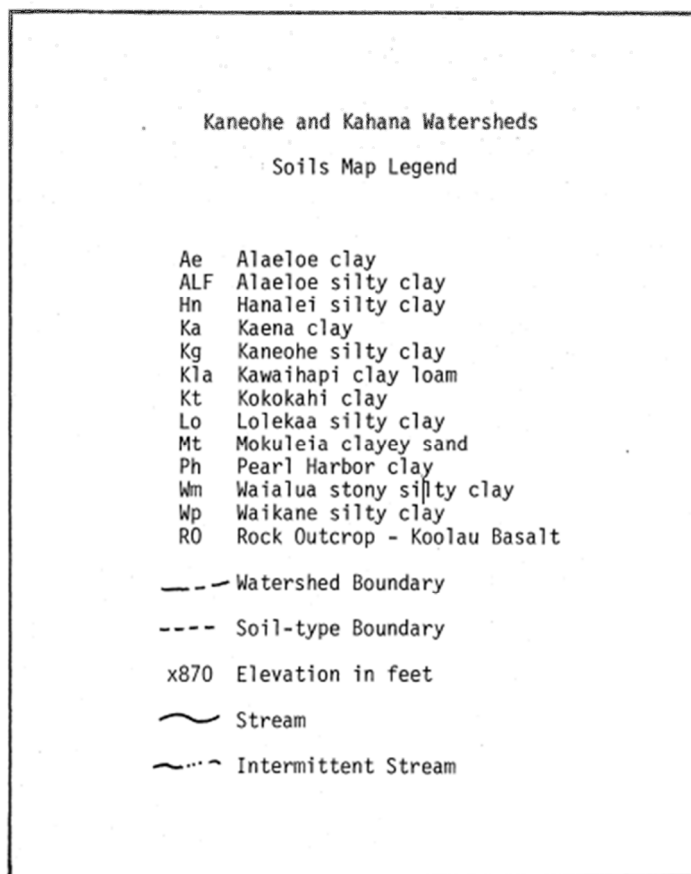 Kaneohe and Kahana Watersheds
Soils Map Legend
Ae Alaeloe clay
ALF Alaeloe silty clay
Hn Hanalei silty clay
Ka Kaena clay
Kg Kaneohe silty clay
Kla Kawaihapi clay loam
Kt Kokokahi clay
Lo Lolekaa silty clay
Mt Mokuleia clayey sand
Ph Pearl Harbor clay
Wm Waialua stony silty clay
Wp Waikane silty clay
RO Rock Outcrop - Koolau Basalt
Watershed Boundary
Soil-type Boundary
x870 Elevation in feet
Stream
Intermittent Stream